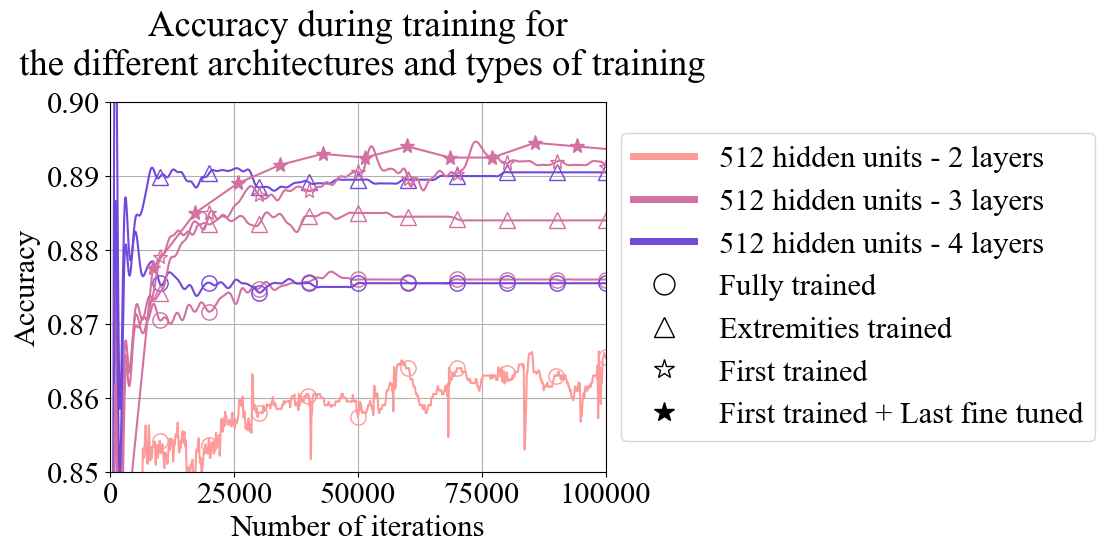 Accuracy during training for
the different architectures and types of training
0.90
0.89
0.88
0.87
0.86
0.85
Accuracy
0
25000
50000
75000
100000
Number of iterations
512 hidden units - 2 layers
512 hidden units - 3 layers
512 hidden units - 4 layers
Fully trained
Extremities trained
First trained
First trained + Last fine tuned